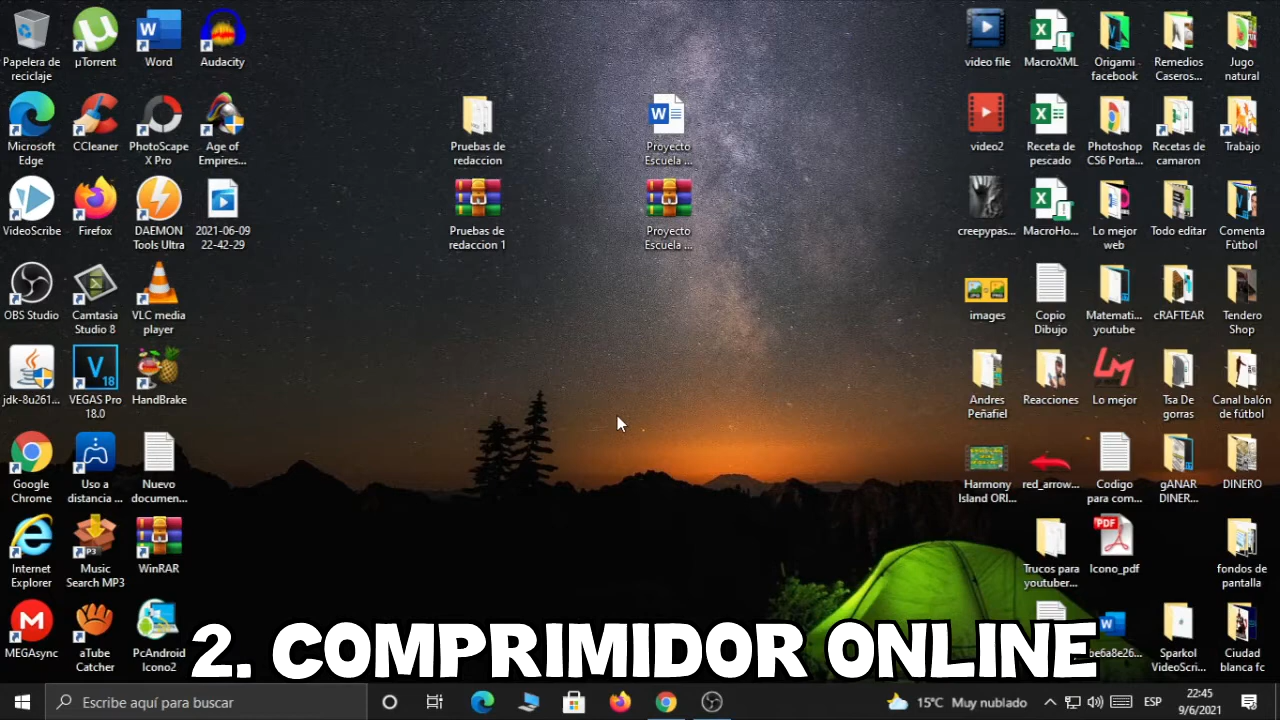 Papelera de
reciclaje
µTorrent
Word
Audacity
Microsoft
Edge
CCleaner
PhotoScape
X Pro
Age of
Empires...
VideoScribe
Firefox
DAEMON
Tools Ultra
2021-06-09
22-42-29
OBS Studio
Camtasia
Studio 8
VLC media
player
jdk-8u261...
VEGAS Pro
18.0
HandBrake
Google
Chrome
Uso a
distancia ...
Nuevo
documen...
Internet
Explorer
Music
Search MP3
WinRAR
MEGAsync
aTube
Catcher
PcAndroid
Icono2
Pruebas de
redaccion
Proyecto
Escuela ...
Pruebas de
redaccion 1
Proyecto
Escuela ...
video file
MacroXML
Origami
facebook
Remedios
Caseros...
Jugo
natural
video2
Receta de
pescado
Photoshop
CS6 Porta...
Recetas de
camaron
Trabajo
creepypas...
MacroHo...
Lo mejor
web
Todo editar
Comenta
Fùtbol
images
Copio
Dibujo
Matemati...
youtube
cRAFTEAR
Tendero
Shop
Andres
Peñafiel
Reacciones
Lo mejor
Tsa De
gorras
Canal balón
de fútbol
Harmony
Island ORI...
red_arrow...
Codigo
para com...
gANAR
DINER...
DINERO
Trucos para
youtuber...
PDF
Icono_pdf
fondos de
pantalla
be6a8e26...
Sparkol
VideoScri...
Ciudad
blanca fc
2. COMPRIMIDOR ONLINE
Escribe aquí para buscar
15°C Muy nublado
ESP
22:45
9/6/2021